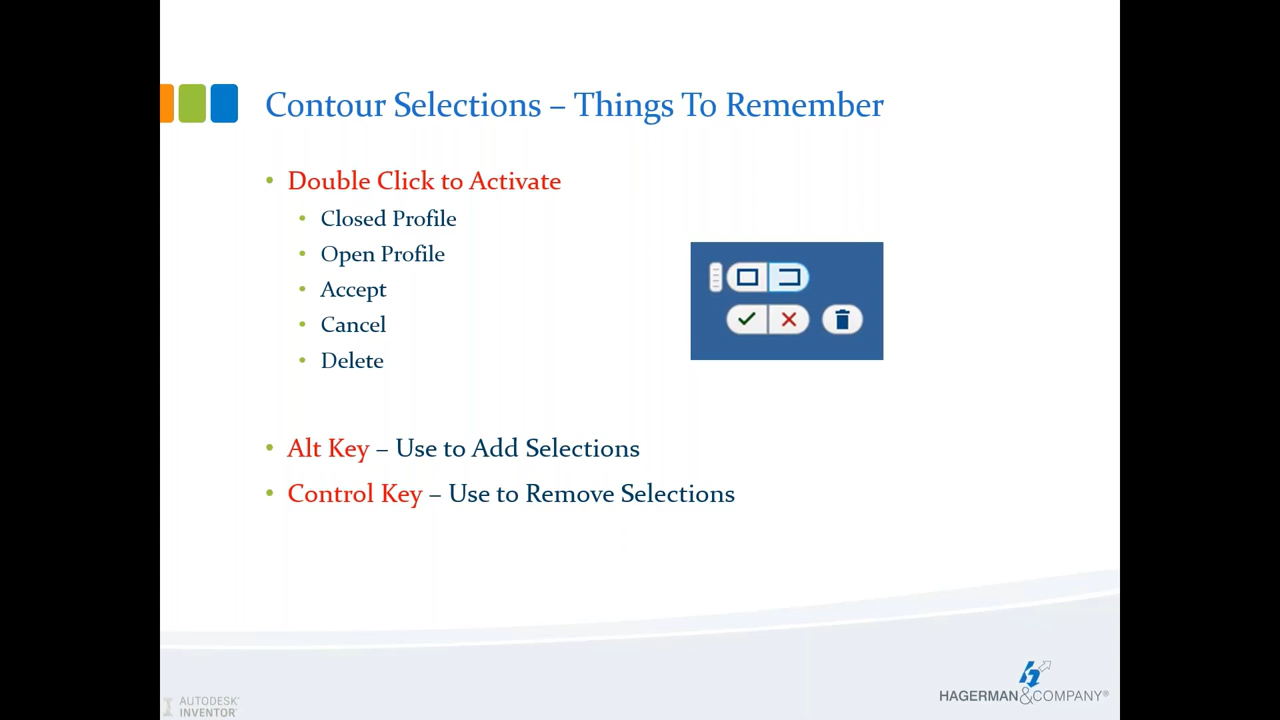 Contour Selections – Things To Remember
• Double Click to Activate
• Closed Profile
• Open Profile
• Accept
• Cancel
• Delete
• Alt Key – Use to Add Selections
• Control Key – Use to Remove Selections
AUTODESK®
INVENTOR®
HAGERMAN&COMPANY®